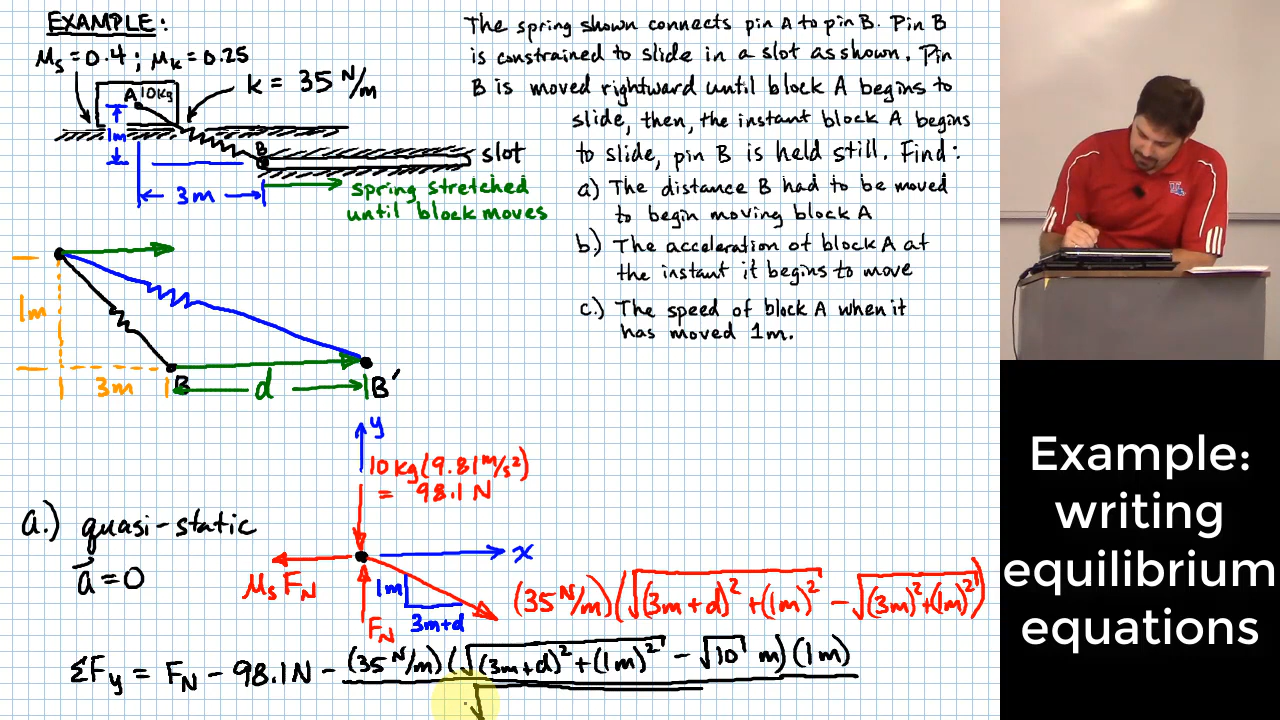 EXAMPLE:
μs = 0.4 ; μk = 0.25
k = 35 N/m
A 10kg
1m
B
slot
3m
spring stretched
until block moves
The spring shown connects pin A to pin B. Pin B
is constrained to slide in a slot as shown. Pin
B is moved rightward until block A begins to
slide, then, the instant block A begins
to slide, pin B is held still. Find:
a) The distance B had to be moved
to begin moving block A
b.) The acceleration of block A at
the instant it begins to move
c.) The speed of block A when it
has moved 1m.
1m
3m
B
d
B'
y
10kg(9.81 m/s²)
= 98.1 N
a.) quasi-static
a⃗ = 0
x
μs FN
1m
3m+d
FN
(35 N/m)(√((3m+d)² + (1m)²) - √((3m)² + (1m)²))
ΣFy = FN - 98.1N - (35 N/m)(√((3m+d)² + (1m)²) - √10 m)(1m)
√
Example:
writing
equilibrium
equations